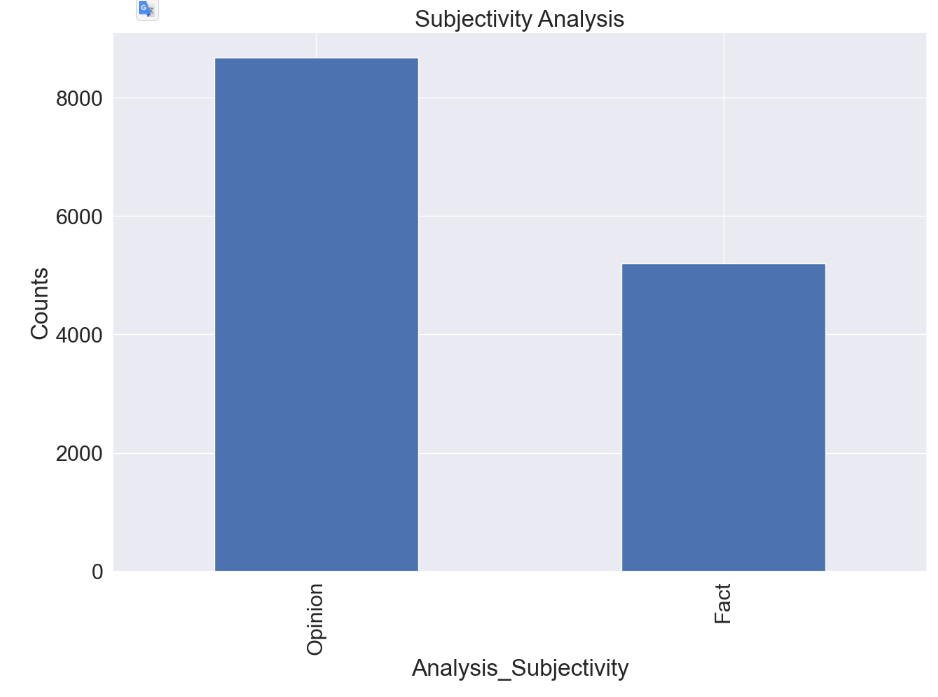 Subjectivity Analysis
8000
6000
4000
2000
0
Counts
Opinion
Fact
Analysis_Subjectivity